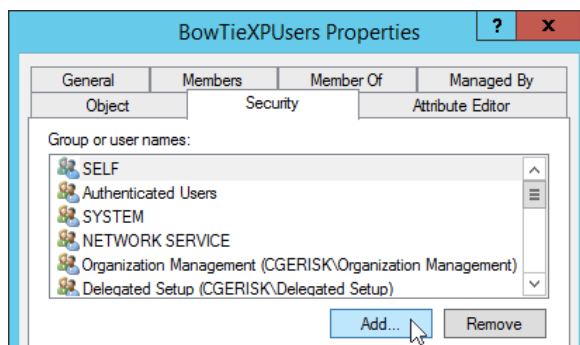 BowTieXPUsers Properties
?
x
General Members Member Of Managed By
Object Security Attribute Editor
Group or user names:
SELF
Authenticated Users
SYSTEM
NETWORK SERVICE
Organization Management (CGERISK\Organization Management)
Delegated Setup (CGERISK\Delegated Setup)
Add... Remove